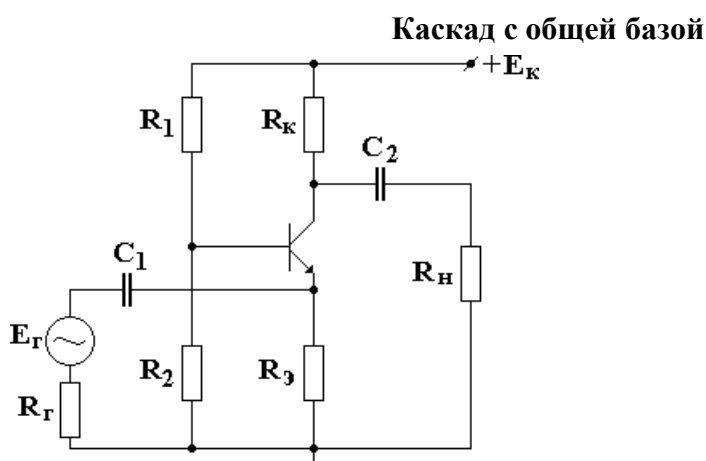 Каскад с общей базой
+Eк
R1
Rк
C2
C1
Rн
Eг
R2
Rэ
Rг